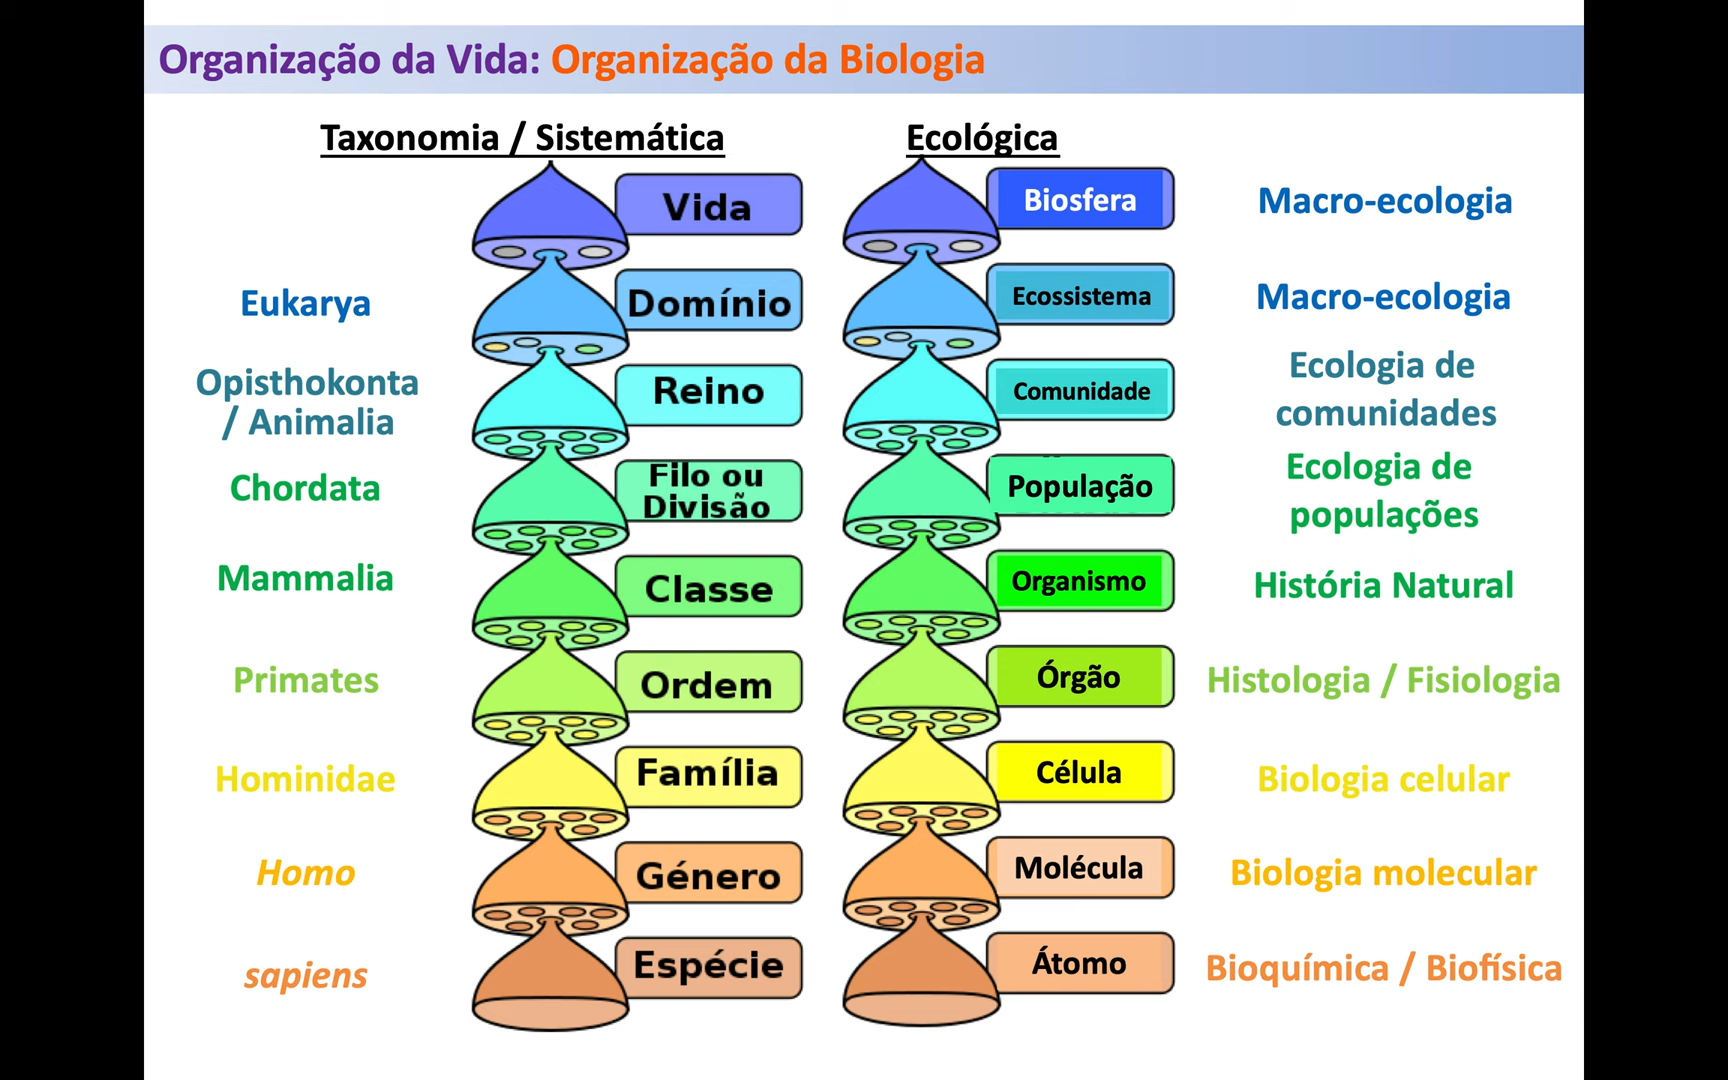 Organização da Vida: Organização da Biologia
Taxonomia / Sistemática
Ecológica
Vida
Biosfera
Macro-ecologia
Eukarya
Domínio
Ecossistema
Macro-ecologia
Opisthokonta
/ Animalia
Reino
Comunidade
Ecologia de
comunidades
Chordata
Filo ou
Divisão
População
Ecologia de
populações
Mammalia
Classe
Organismo
História Natural
Primates
Ordem
Órgão
Histologia / Fisiologia
Hominidae
Família
Célula
Biologia celular
Homo
Género
Molécula
Biologia molecular
sapiens
Espécie
Átomo
Bioquímica / Biofísica